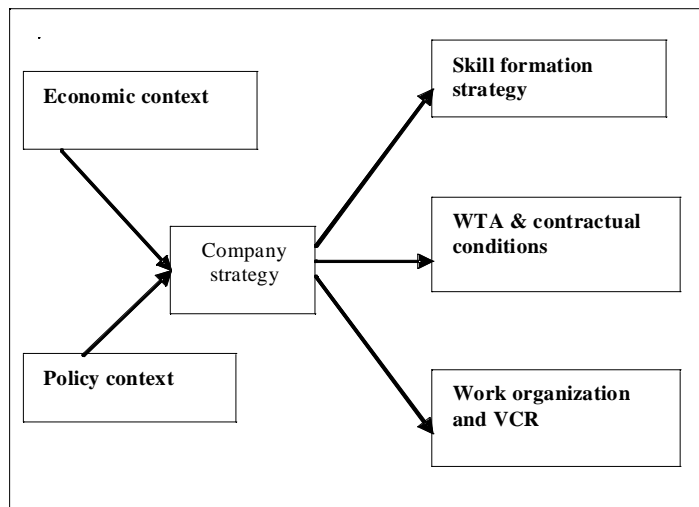 Economic context
Policy context
Company
strategy
Skill formation
strategy
WTA & contractual
conditions
Work organization
and VCR